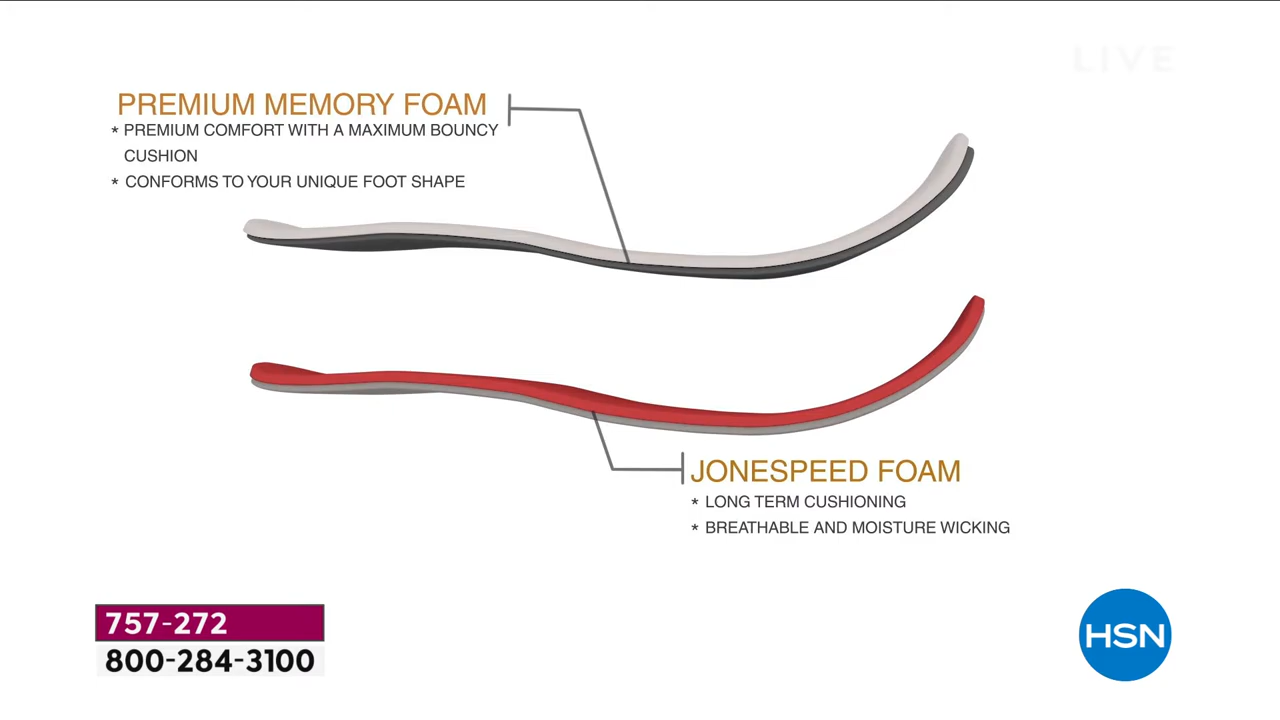 LIVE
PREMIUM MEMORY FOAM
* PREMIUM COMFORT WITH A MAXIMUM BOUNCY
CUSHION
* CONFORMS TO YOUR UNIQUE FOOT SHAPE
JONESPEED FOAM
* LONG TERM CUSHIONING
* BREATHABLE AND MOISTURE WICKING
757-272
800-284-3100
HSN